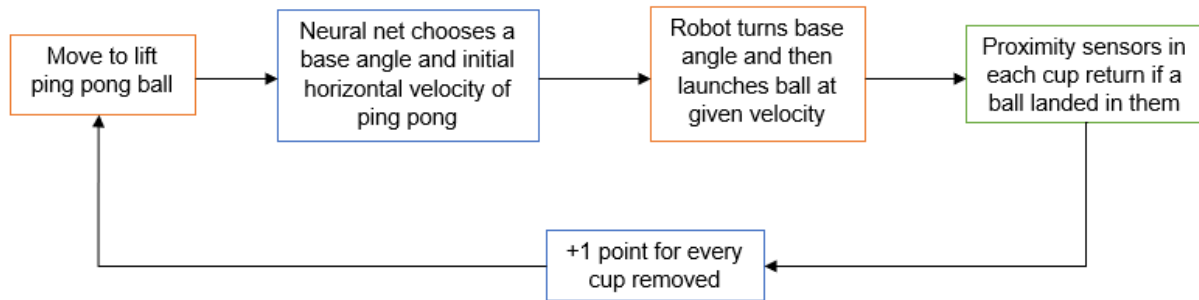 Move to lift
ping pong ball
Neural net chooses a
base angle and initial
horizontal velocity of
ping pong
Robot turns base
angle and then
launches ball at
given velocity
Proximity sensors in
each cup return if a
ball landed in them
+1 point for every
cup removed